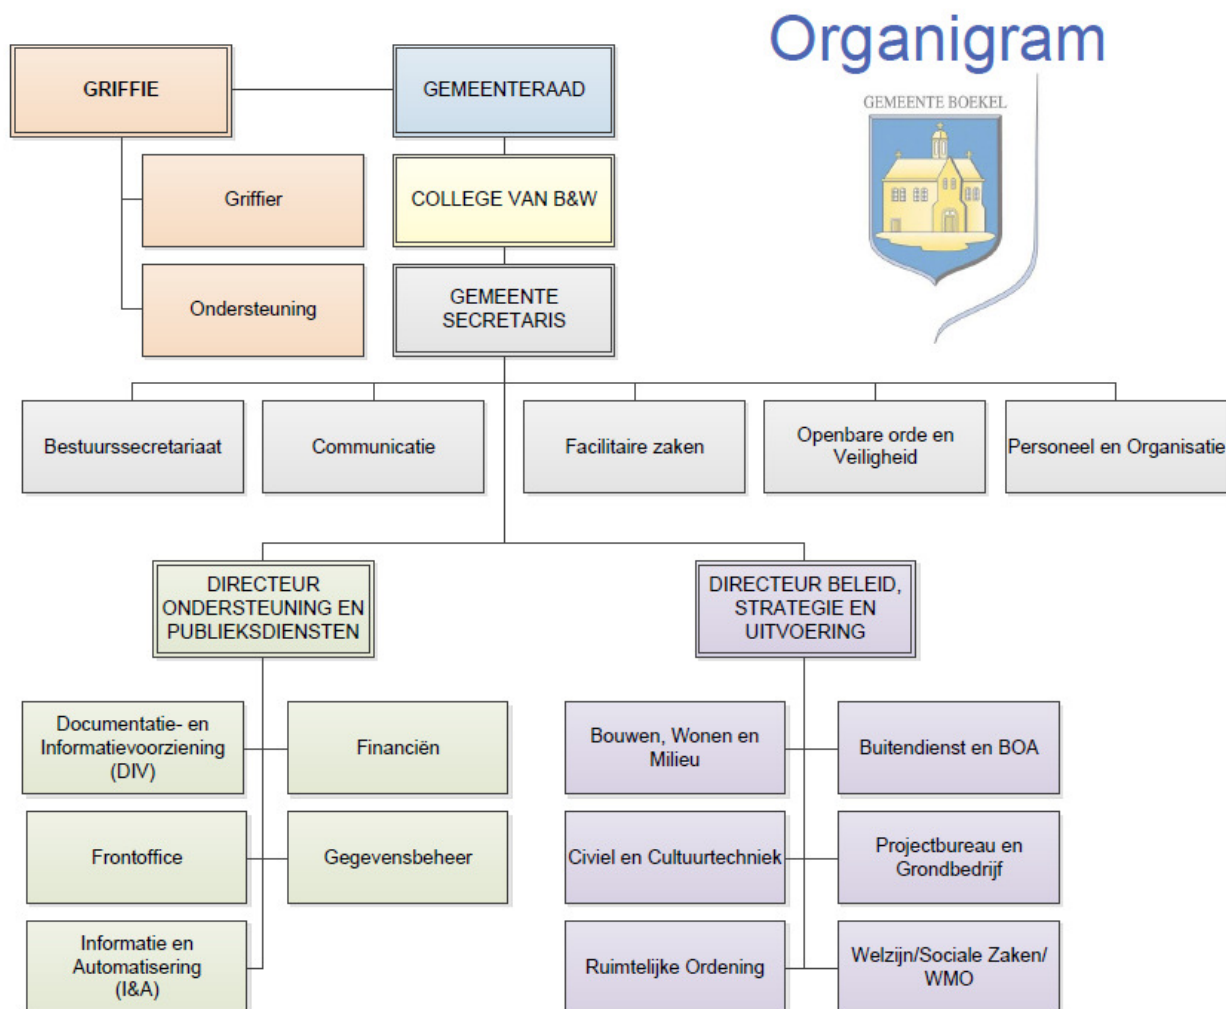 Organigram
GEMEENTE BOEKEL
GRIFFIE
GEMEENTERAAD
Griffier
COLLEGE VAN B&W
Ondersteuning
GEMEENTE
SECRETARIS
Bestuurssecretariaat
Communicatie
Facilitaire zaken
Openbare orde en
Veiligheid
Personeel en Organisatie
DIRECTEUR
ONDERSTEUNING EN
PUBLIEKSDIENSTEN
DIRECTEUR BELEID,
STRATEGIE EN
UITVOERING
Documentatie- en
Informatievoorziening
(DIV)
Financiën
Bouwen, Wonen en
Milieu
Buitendienst en BOA
Frontoffice
Gegevensbeheer
Civiel en Cultuurtechniek
Projectbureau en
Grondbedrijf
Informatie en
Automatisering
(I&A)
Ruimtelijke Ordening
Welzijn/Sociale Zaken/
WMO